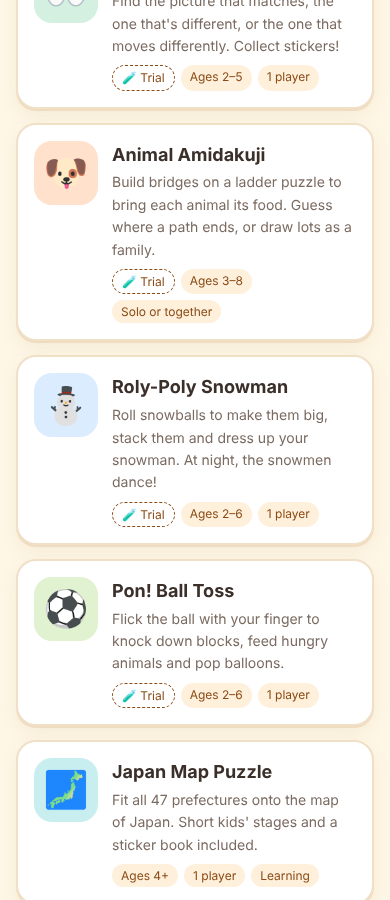 Find the picture that matches, the
one that's different, or the one that
moves differently. Collect stickers!
🧪 Trial
Ages 2–5
1 player
Animal Amidakuji
Build bridges on a ladder puzzle to
bring each animal its food. Guess
where a path ends, or draw lots as a
family.
🧪 Trial
Ages 3–8
Solo or together
Roly-Poly Snowman
Roll snowballs to make them big,
stack them and dress up your
snowman. At night, the snowmen
dance!
🧪 Trial
Ages 2–6
1 player
Pon! Ball Toss
Flick the ball with your finger to
knock down blocks, feed hungry
animals and pop balloons.
🧪 Trial
Ages 2–6
1 player
Japan Map Puzzle
Fit all 47 prefectures onto the map
of Japan. Short kids' stages and a
sticker book included.
Ages 4+
1 player
Learning